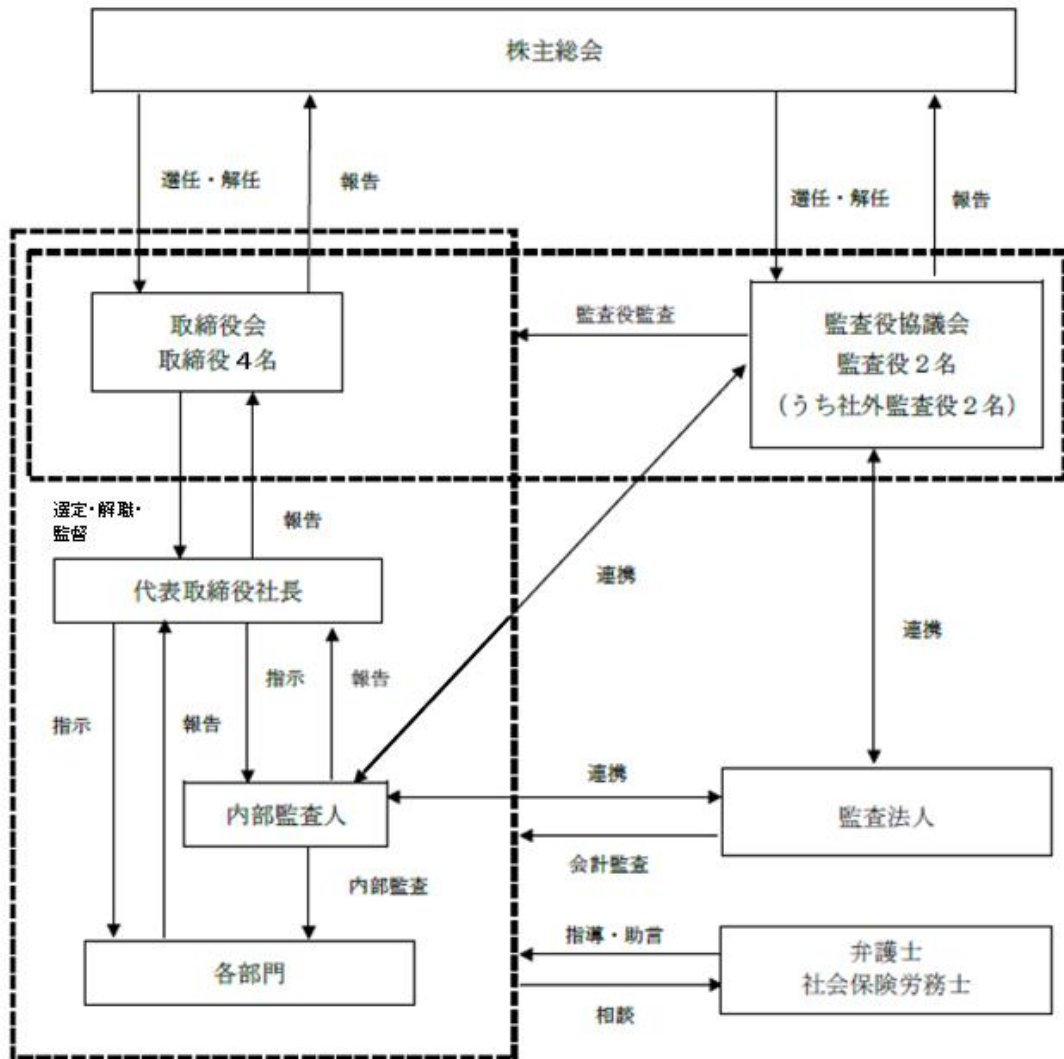 株主総会
選任・解任
報告
選任・解任
報告
取締役会
取締役4名
監査役監査
監査役協議会
監査役2名
(うち社外監査役2名)
選定・解職・
監督
報告
連携
連携
代表取締役社長
指示
報告
指示
報告
内部監査人
連携
監査法人
会計監査
内部監査
指導・助言
弁護士
社会保険労務士
各部門
相談